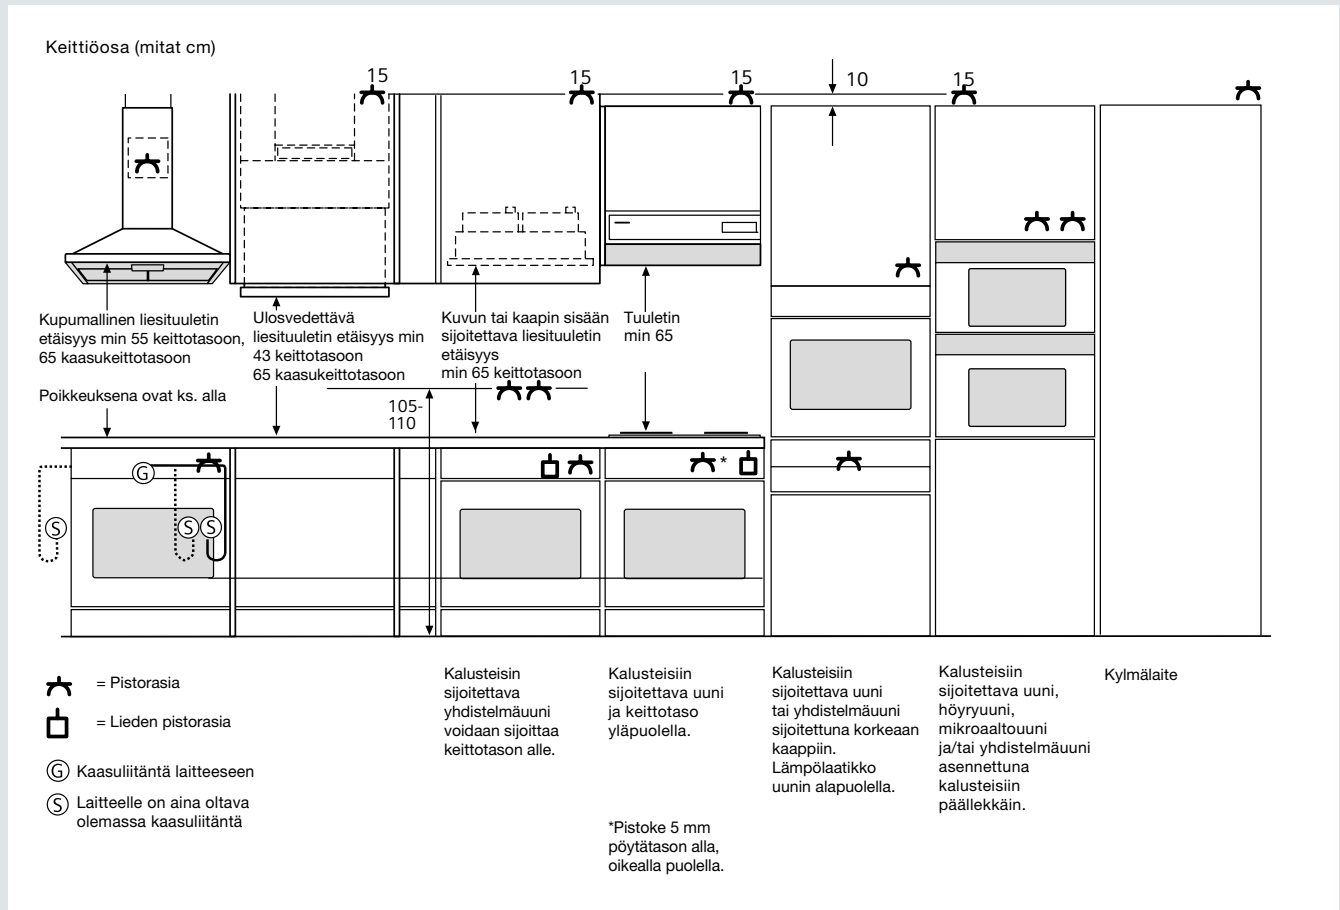 Keittiöosa (mitat cm)
15
15
15
10
15
Kupumallinen liesituuletin
etäisyys min 55 keittotasoon,
65 kaasukeittotasoon
Poikkeuksena ovat ks. alla
Ulosvedettävä
liesituuletin etäisyys min
43 keittotasoon
65 kaasukeittotasoon
Kuvun tai kaapin sisään
sijoitettava liesituuletin
etäisyys
min 65 keittotasoon
Tuuletin
min 65
105-
110
G
*
S
S
S
= Pistorasia
= Lieden pistorasia
G Kaasuliitäntä laitteeseen
S Laitteelle on aina oltava
olemassa kaasuliitäntä
Kalusteisin
sijoitettava
yhdistelmäuuni
voidaan sijoittaa
keittotason alle.
Kalusteisiin
sijoitettava uuni
ja keittotaso
yläpuolella.
*Pistoke 5 mm
pöytätason alla,
oikealla puolella.
Kalusteisiin
sijoitettava uuni
tai yhdistelmäuuni
sijoitettuna korkeaan
kaappiin.
Lämpölaatikko
uunin alapuolella.
Kalusteisiin
sijoitettava uuni,
höyryuuni,
mikroaaltouuni
ja/tai yhdistelmäuuni
asennettuna
kalusteisiin
päällekkäin.
Kylmälaite